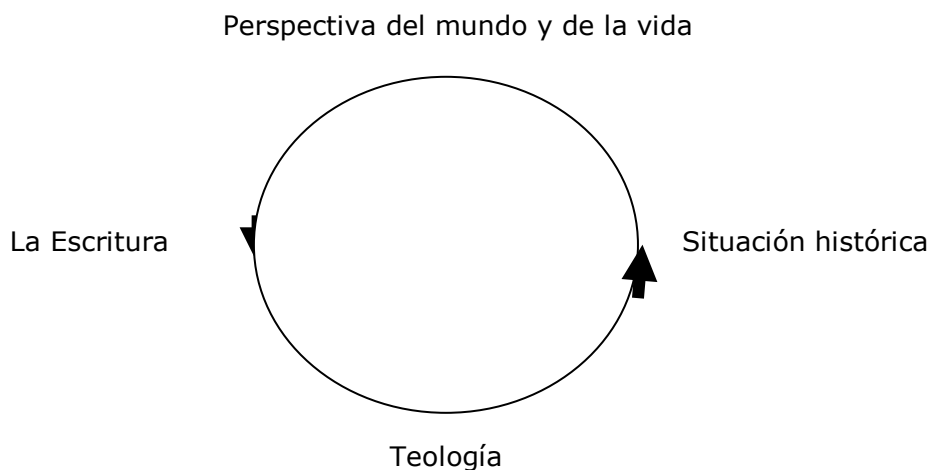 Perspectiva del mundo y de la vida
La Escritura
Situación histórica
Teología